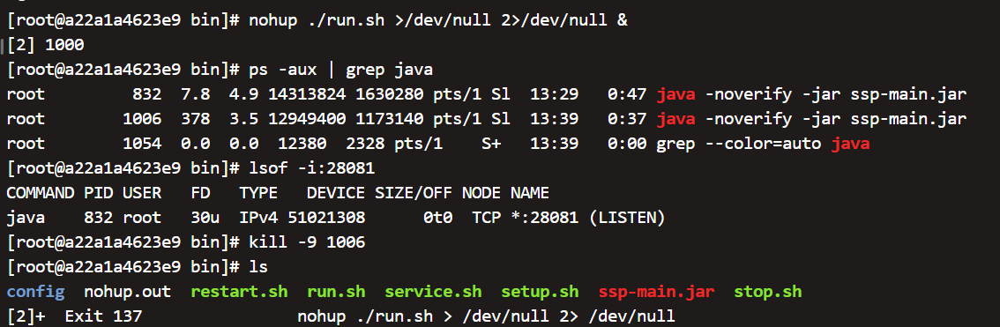 [root@a22a1a4623e9 bin]# nohup ./run.sh >/dev/null 2>/dev/null &
[2] 1000
[root@a22a1a4623e9 bin]# ps -aux | grep java
root         832  7.8  4.9 14313824 1630280 pts/1 Sl  13:29   0:47 java -noverify -jar ssp-main.jar
root        1006  378  3.5 12949400 1173140 pts/1 Sl  13:39   0:37 java -noverify -jar ssp-main.jar
root        1054  0.0  0.0  12380  2328 pts/1    S+   13:39   0:00 grep --color=auto java
[root@a22a1a4623e9 bin]# lsof -i:28081
COMMAND PID USER   FD   TYPE   DEVICE SIZE/OFF NODE NAME
java    832 root   30u  IPv4 51021308      0t0  TCP *:28081 (LISTEN)
[root@a22a1a4623e9 bin]# kill -9 1006
[root@a22a1a4623e9 bin]# ls
config  nohup.out  restart.sh  run.sh  service.sh  setup.sh  ssp-main.jar  stop.sh
[2]+  Exit 137                nohup ./run.sh > /dev/null 2> /dev/null